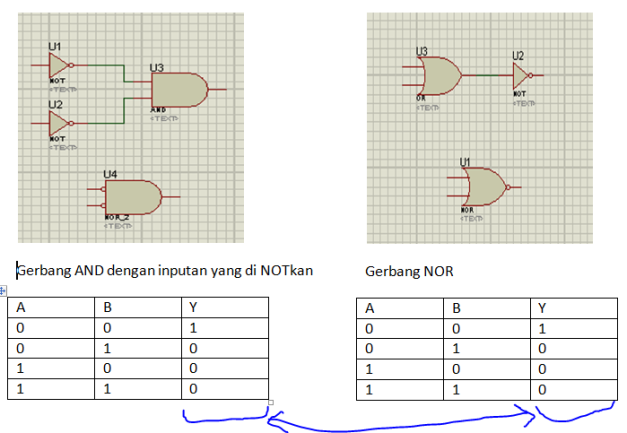 U1
NOT
<TEXT>
U2
NOT
<TEXT>
U3
AND
<TEXT>
U4
NOR_2
<TEXT>
Gerbang AND dengan inputan yang di NOTkan
A B Y
0 0 1
0 1 0
1 0 0
1 1 0
U3
OR
<TEXT>
U2
NOT
<TEXT>
U1
NOR
<TEXT>
Gerbang NOR
A B Y
0 0 1
0 1 0
1 0 0
1 1 0